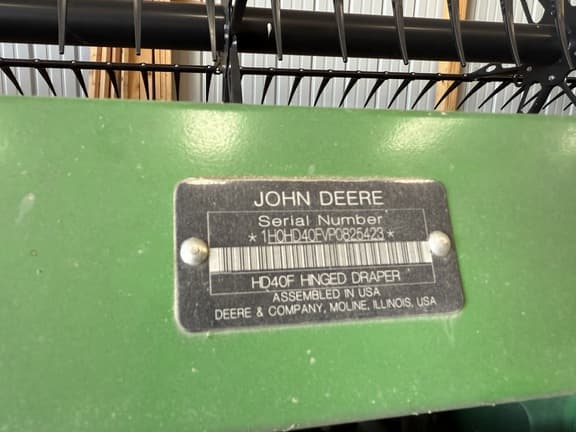 JOHN DEERE
Serial Number
*1H0HD40FVP0825423*
HD40F HINGED DRAPER
ASSEMBLED IN USA
DEERE & COMPANY, MOLINE, ILLINOIS, USA